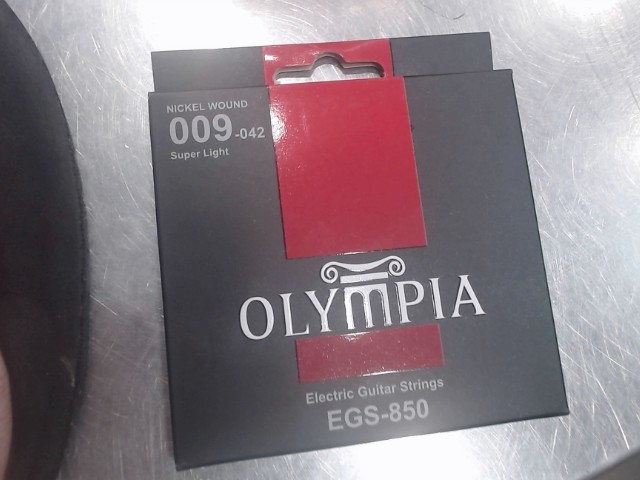 NICKEL WOUND
009-042
Super Light
OLYMPIA
Electric Guitar Strings
EGS-850